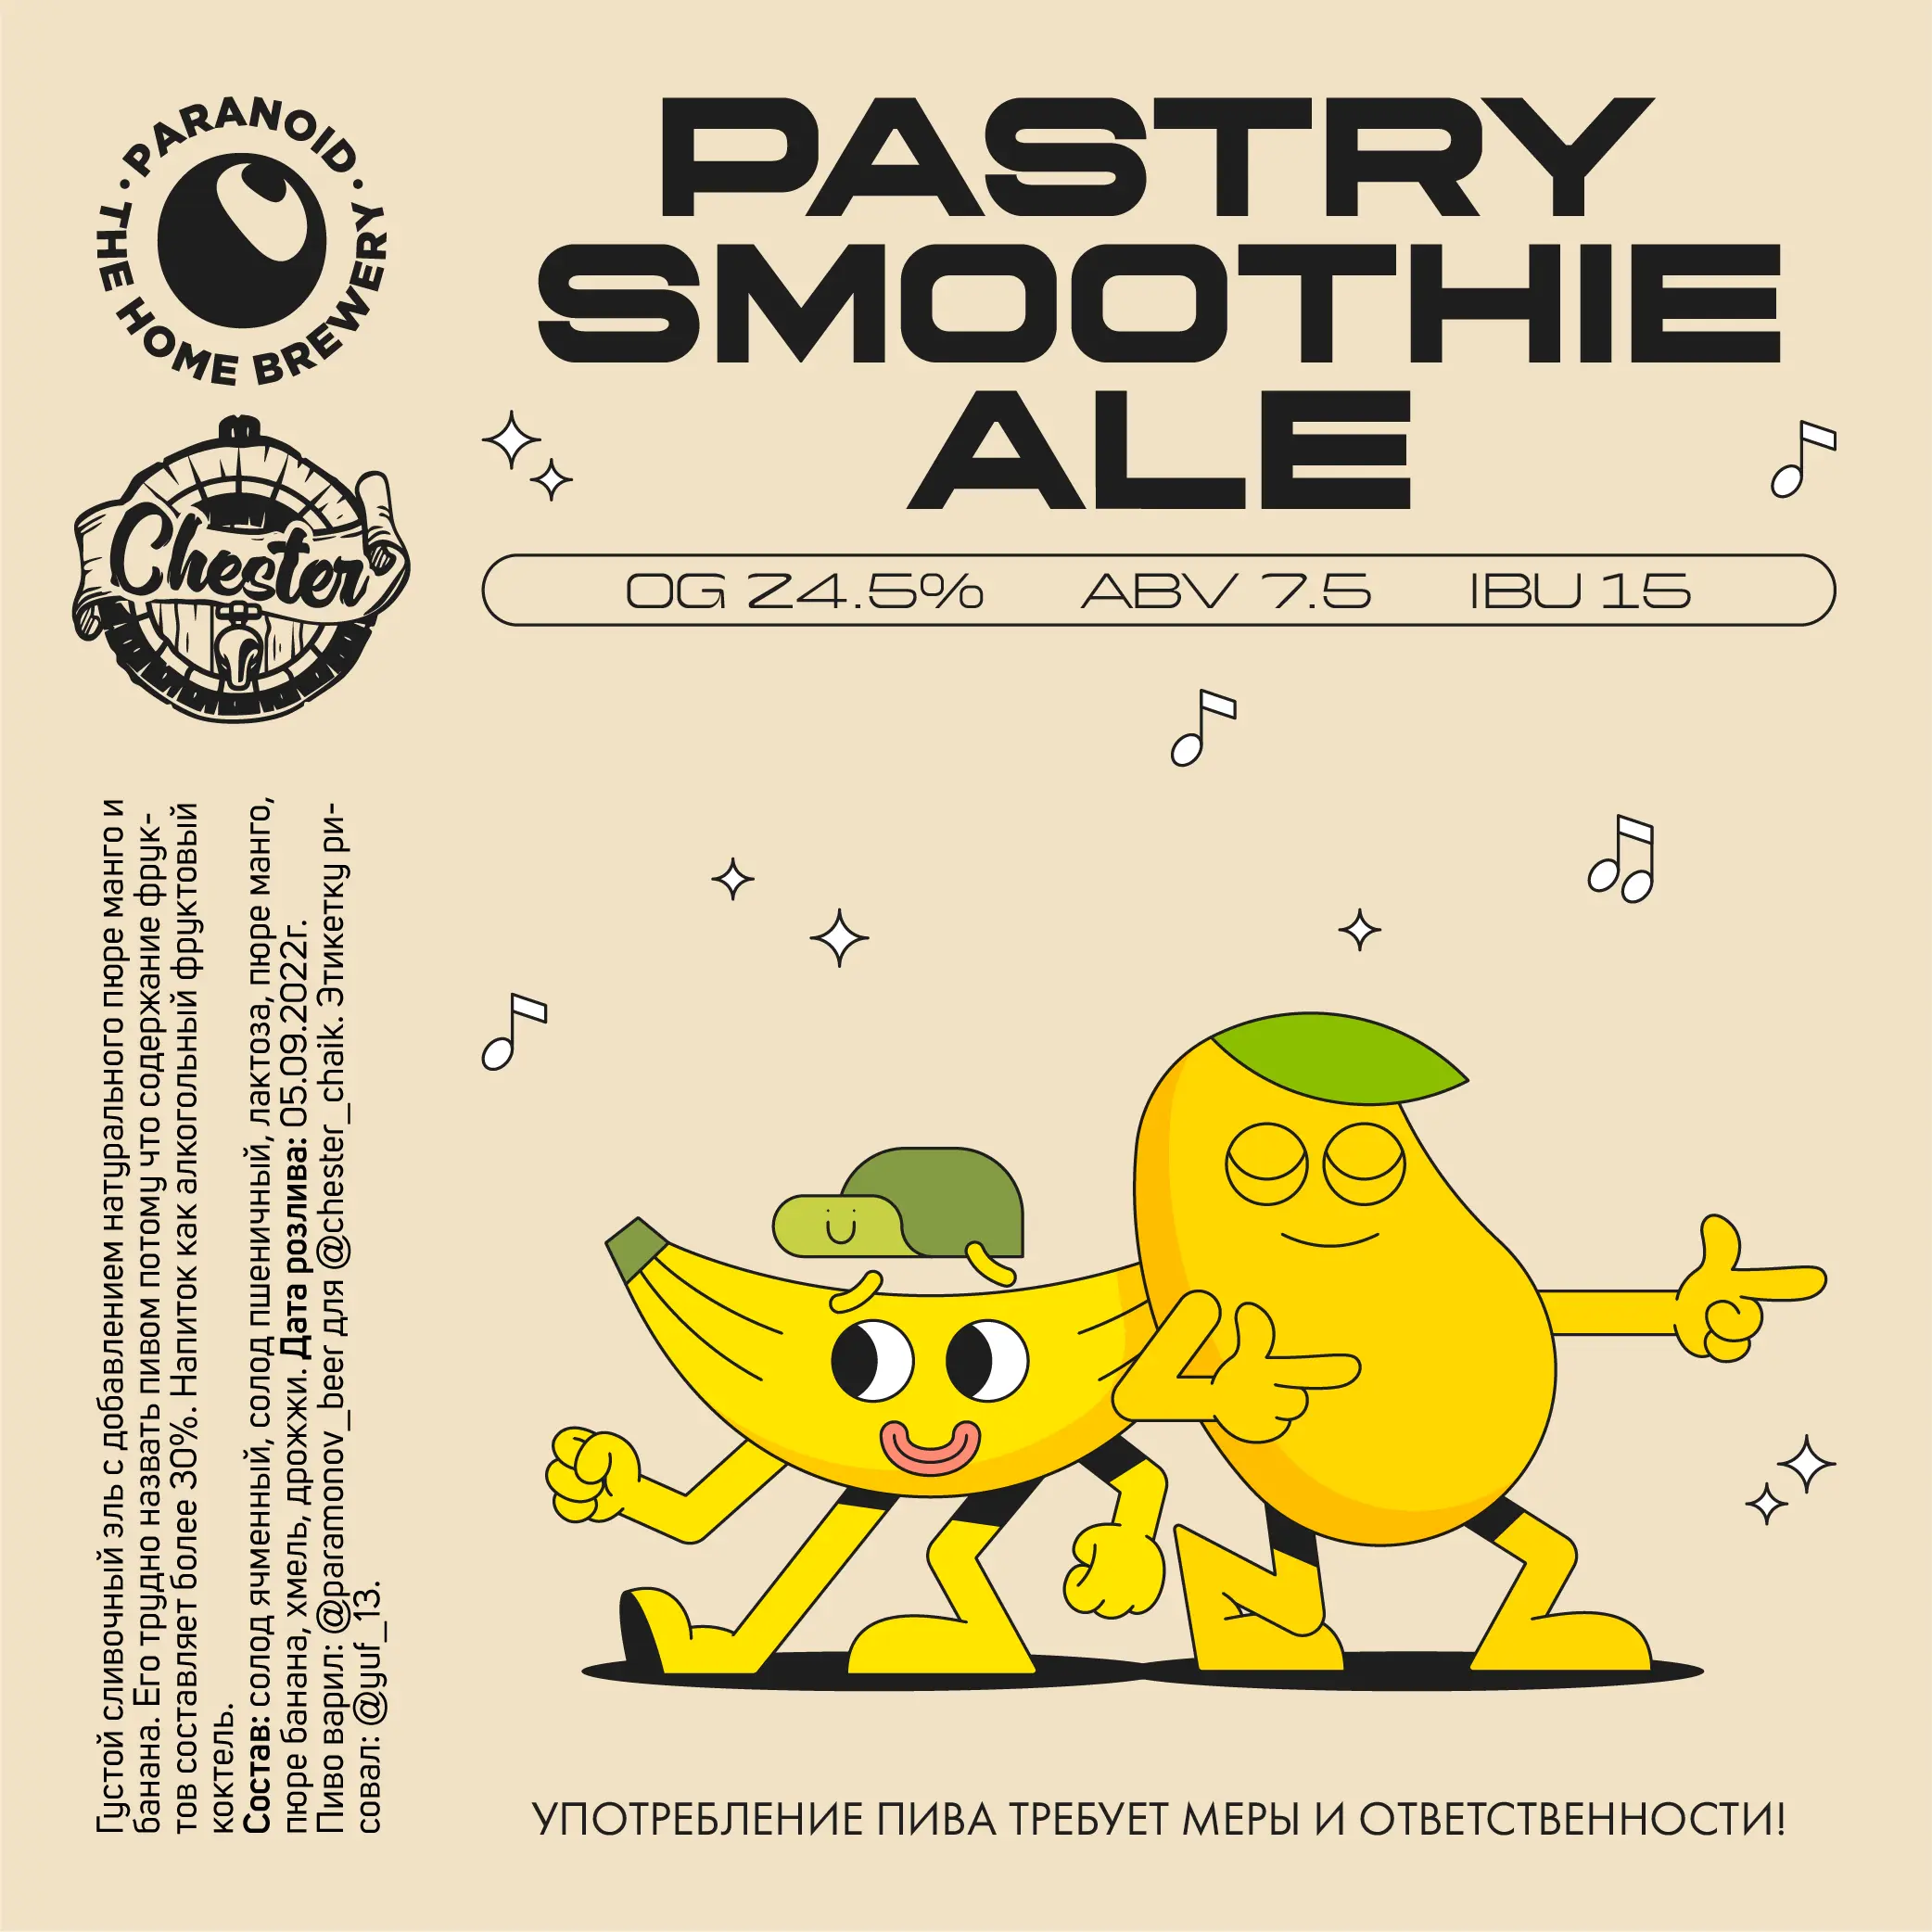 PARANOID
THE HOME BREWERY
Chester
PASTRY
SMOOTHIE
ALE
OG 24.5% ABV 7.5 IBU 15
Густой сливочный эль с добавлением натурального пюре манго и
банана. Его трудно назвать пивом потому что содержание фрук-
тов составляет более 30%. Напиток как алкогольный фруктовый
коктель.
Состав: солод ячменный, солод пшеничный, лактоза, пюре манго,
пюре банана, хмель, дрожжи. Дата розлива: 05.09.2022г.
Пиво варил: @paramonov_beer для @chester_chaik. Этикетку ри-
совал: @yuf_13.
УПОТРЕБЛЕНИЕ ПИВА ТРЕБУЕТ МЕРЫ И ОТВЕТСТВЕННОСТИ!